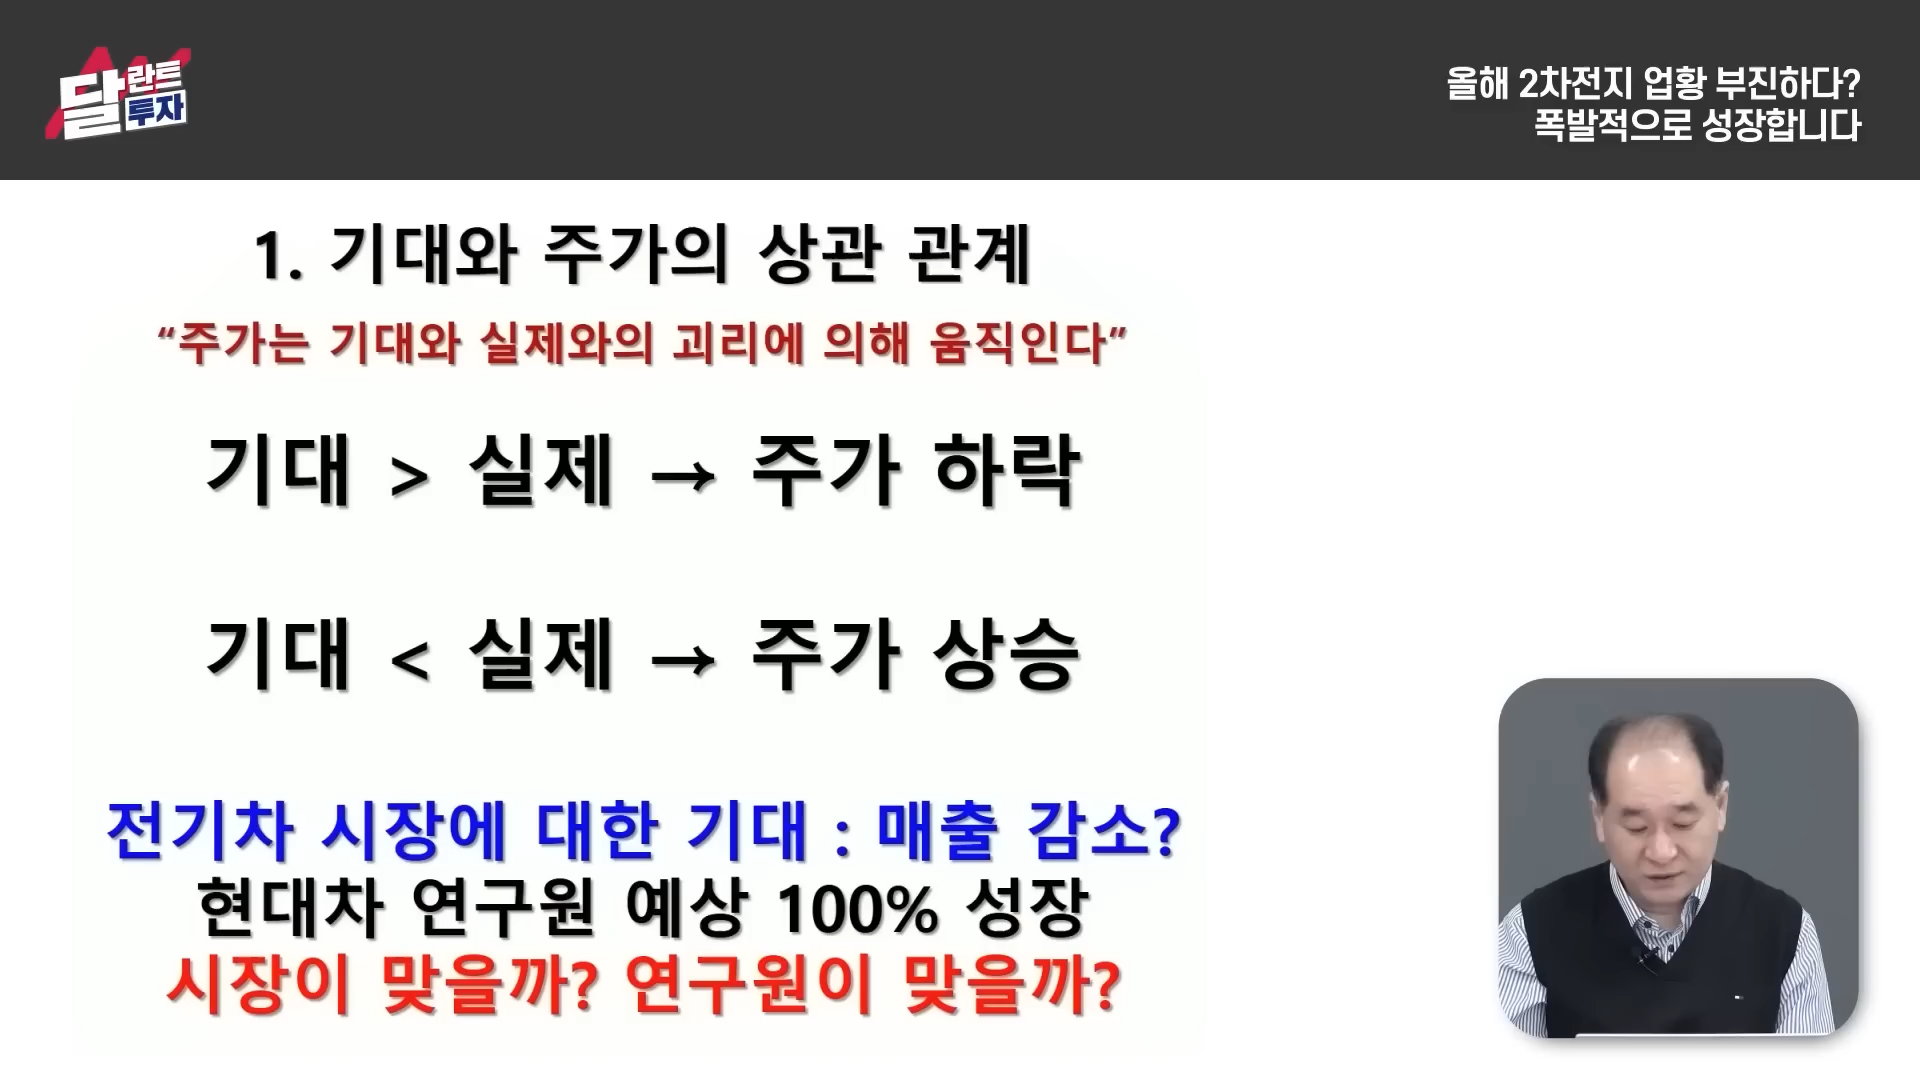 달란트
투자
올해 2차전지 업황 부진하다?
폭발적으로 성장합니다
1. 기대와 주가의 상관 관계
“주가는 기대와 실제와의 괴리에 의해 움직인다”
기대 > 실제 → 주가 하락
기대 < 실제 → 주가 상승
전기차 시장에 대한 기대 : 매출 감소?
현대차 연구원 예상 100% 성장
시장이 맞을까? 연구원이 맞을까?